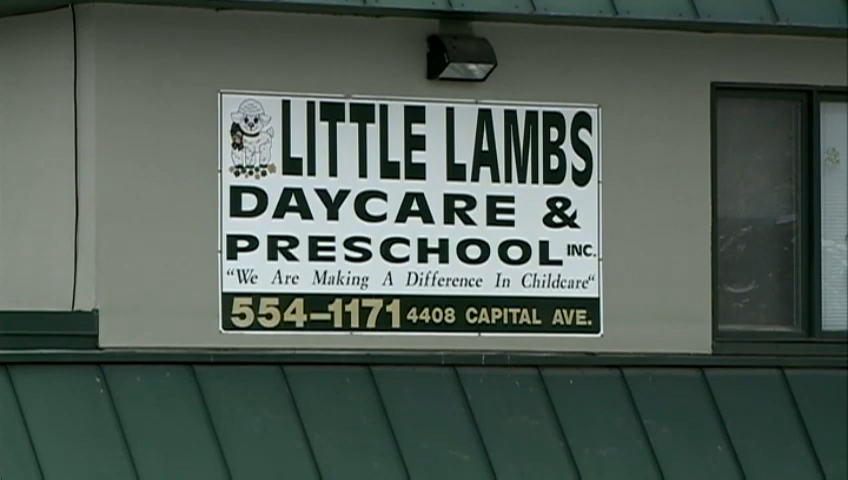 LITTLE LAMBS
DAYCARE &
PRESCHOOL INC.
"We Are Making A Difference In Childcare"
554-1171 4408 CAPITAL AVE.